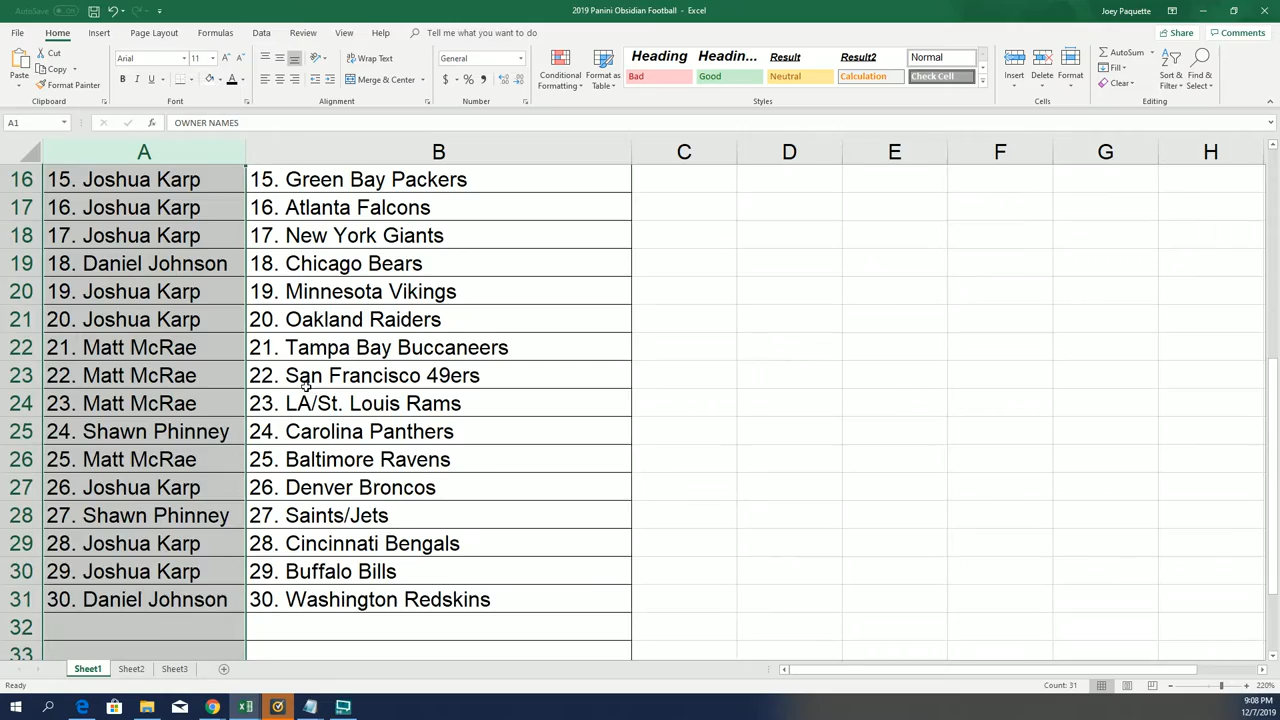 AutoSave Off
2019 Panini Obsidian Football - Excel
Joey Paquette
File Home Insert Page Layout Formulas Data Review View Help Tell me what you want to do
Share Comments
Paste Cut Copy Format Painter
Arial 11
B I U
Wrap Text
Merge & Center
General
$ % ,
Conditional Formatting
Format as Table
Heading Headin... Result Result2 Normal
Bad Good Neutral Calculation Check Cell
Insert Delete Format
AutoSum
Fill
Clear
Sort & Filter
Find & Select
Clipboard Font Alignment Number Styles Cells Editing
A1 fx OWNER NAMES
A B C D E F G H
16 15. Joshua Karp 15. Green Bay Packers
17 16. Joshua Karp 16. Atlanta Falcons
18 17. Joshua Karp 17. New York Giants
19 18. Daniel Johnson 18. Chicago Bears
20 19. Joshua Karp 19. Minnesota Vikings
21 20. Joshua Karp 20. Oakland Raiders
22 21. Matt McRae 21. Tampa Bay Buccaneers
23 22. Matt McRae 22. San Francisco 49ers
24 23. Matt McRae 23. LA/St. Louis Rams
25 24. Shawn Phinney 24. Carolina Panthers
26 25. Matt McRae 25. Baltimore Ravens
27 26. Joshua Karp 26. Denver Broncos
28 27. Shawn Phinney 27. Saints/Jets
29 28. Joshua Karp 28. Cincinnati Bengals
30 29. Joshua Karp 29. Buffalo Bills
31 30. Daniel Johnson 30. Washington Redskins
32
33
Sheet1 Sheet2 Sheet3
Ready
Count: 31
220%
9:08 PM
12/7/2019